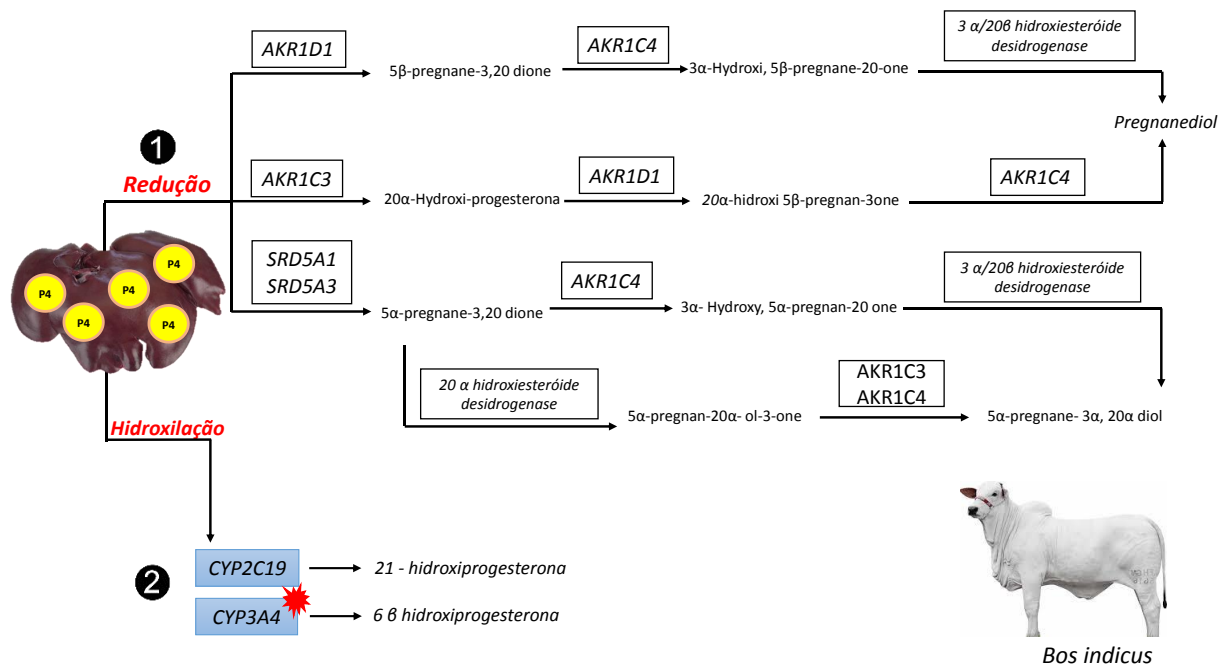 AKR1D1
5β-pregnane-3,20 dione
AKR1C4
3α-Hydroxi, 5β-pregnane-20-one
3 α/20β hidroxiesteróide
desidrogenase
Pregnanediol
1
Redução
AKR1C3
20α-Hydroxi-progesterona
AKR1D1
20α-hidroxi 5β-pregnan-3one
AKR1C4
P4
P4
P4
P4
P4
SRD5A1
SRD5A3
5α-pregnane-3,20 dione
AKR1C4
3α- Hydroxy, 5α-pregnan-20 one
3 α/20β hidroxiesteróide
desidrogenase
20 α hidroxiesteróide
desidrogenase
5α-pregnan-20α- ol-3-one
AKR1C3
AKR1C4
5α-pregnane- 3α, 20α diol
Hidroxilação
2
CYP2C19
21 - hidroxiprogesterona
CYP3A4
6 β hidroxiprogesterona
Bos indicus